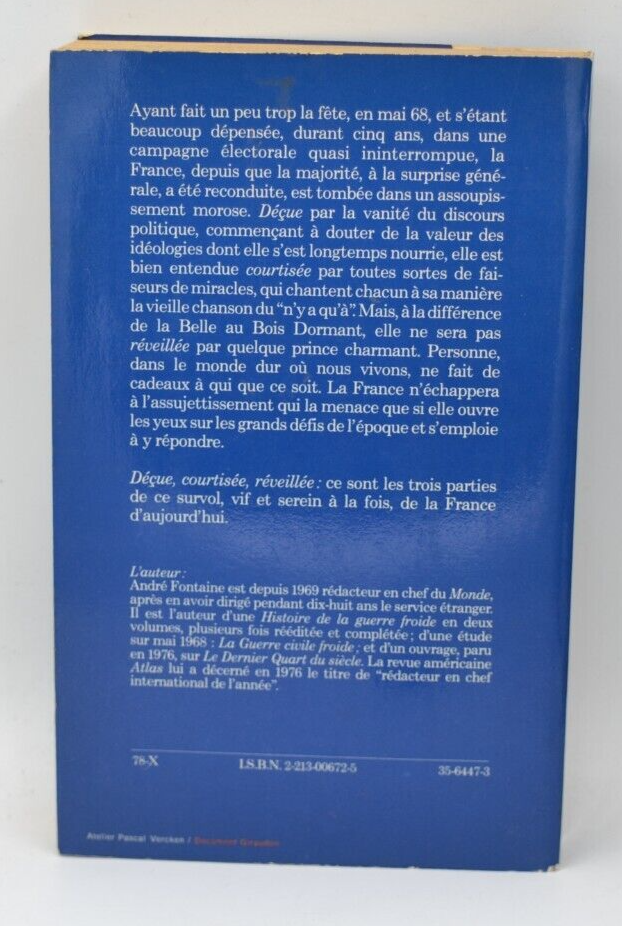 Ayant fait un peu trop la fête, en mai 68, et s'étant
beaucoup dépensée, durant cinq ans, dans une
campagne électorale quasi ininterrompue, la
France, depuis que la majorité, à la surprise géné-
rale, a été reconduite, est tombée dans un assoupis-
sement morose. Déçue par la vanité du discours
politique, commençant à douter de la valeur des
idéologies dont elle s'est longtemps nourrie, elle est
bien entendue courtisée par toutes sortes de fai-
seurs de miracles, qui chantent chacun à sa manière
la vieille chanson du "n'y a qu'à". Mais, à la différence
de la Belle au Bois Dormant, elle ne sera pas
réveillée par quelque prince charmant. Personne,
dans le monde dur où nous vivons, ne fait de
cadeaux à qui que ce soit. La France n'échappera
à l'assujettissement qui la menace que si elle ouvre
les yeux sur les grands défis de l'époque et s'emploie
à y répondre.
Déçue, courtisée, réveillée : ce sont les trois parties
de ce survol, vif et serein à la fois, de la France
d'aujourd'hui.
L'auteur :
André Fontaine est depuis 1969 rédacteur en chef du Monde,
après en avoir dirigé pendant dix-huit ans le service étranger.
Il est l'auteur d'une Histoire de la guerre froide en deux
volumes, plusieurs fois rééditée et complétée ; d'une étude
sur mai 1968 : La Guerre civile froide ; et d'un ouvrage, paru
en 1976, sur Le Dernier Quart du siècle. La revue américaine
Atlas lui a décerné en 1976 le titre de "rédacteur en chef
international de l'année".
78-X I.S.B.N. 2-213-00672-5 35-6447-3
Atelier Pascal Vercken / Document Giraudon